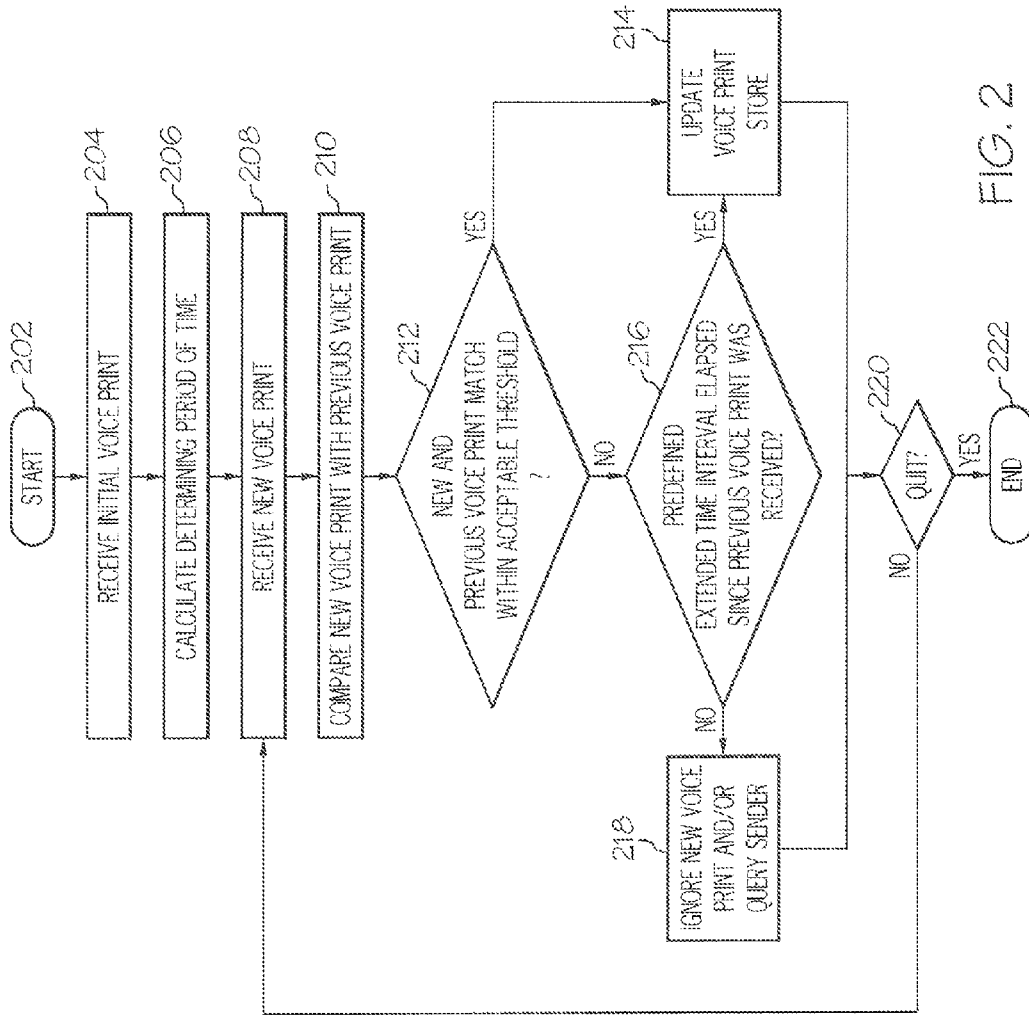 START
202
RECEIVE INITIAL VOICE PRINT
204
CALCULATE DETERMINING PERIOD OF TIME
206
RECEIVE NEW VOICE PRINT
208
COMPARE NEW VOICE PRINT WITH PREVIOUS VOICE PRINT
210
212
NEW AND
PREVIOUS VOICE PRINT MATCH
WITHIN ACCEPTABLE THRESHOLD
?
YES
NO
214
UPDATE
VOICE PRINT
STORE
216
PREDEFINED
EXTENDED TIME INTERVAL ELAPSED
SINCE PREVIOUS VOICE PRINT WAS
RECEIVED?
YES
NO
218
IGNORE NEW VOICE
PRINT AND/OR
QUERY SENDER
220
QUIT?
NO
YES
222
END
FIG. 2